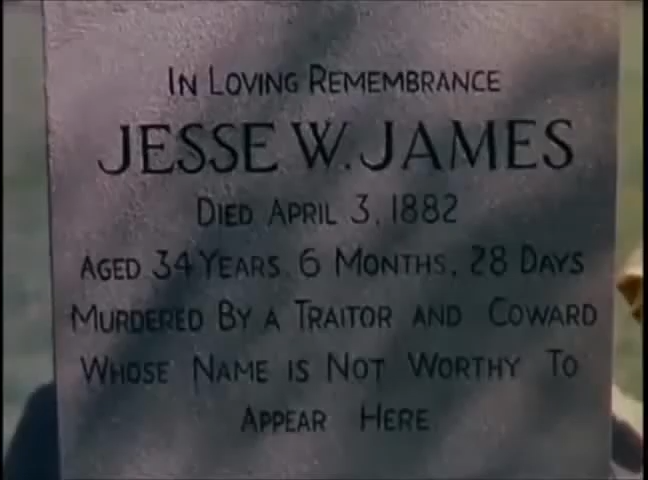 IN LOVING REMEMBRANCE
JESSE W. JAMES
DIED APRIL 3, 1882
AGED 34 YEARS, 6 MONTHS, 28 DAYS
MURDERED BY A TRAITOR AND COWARD
WHOSE NAME IS NOT WORTHY TO
APPEAR HERE